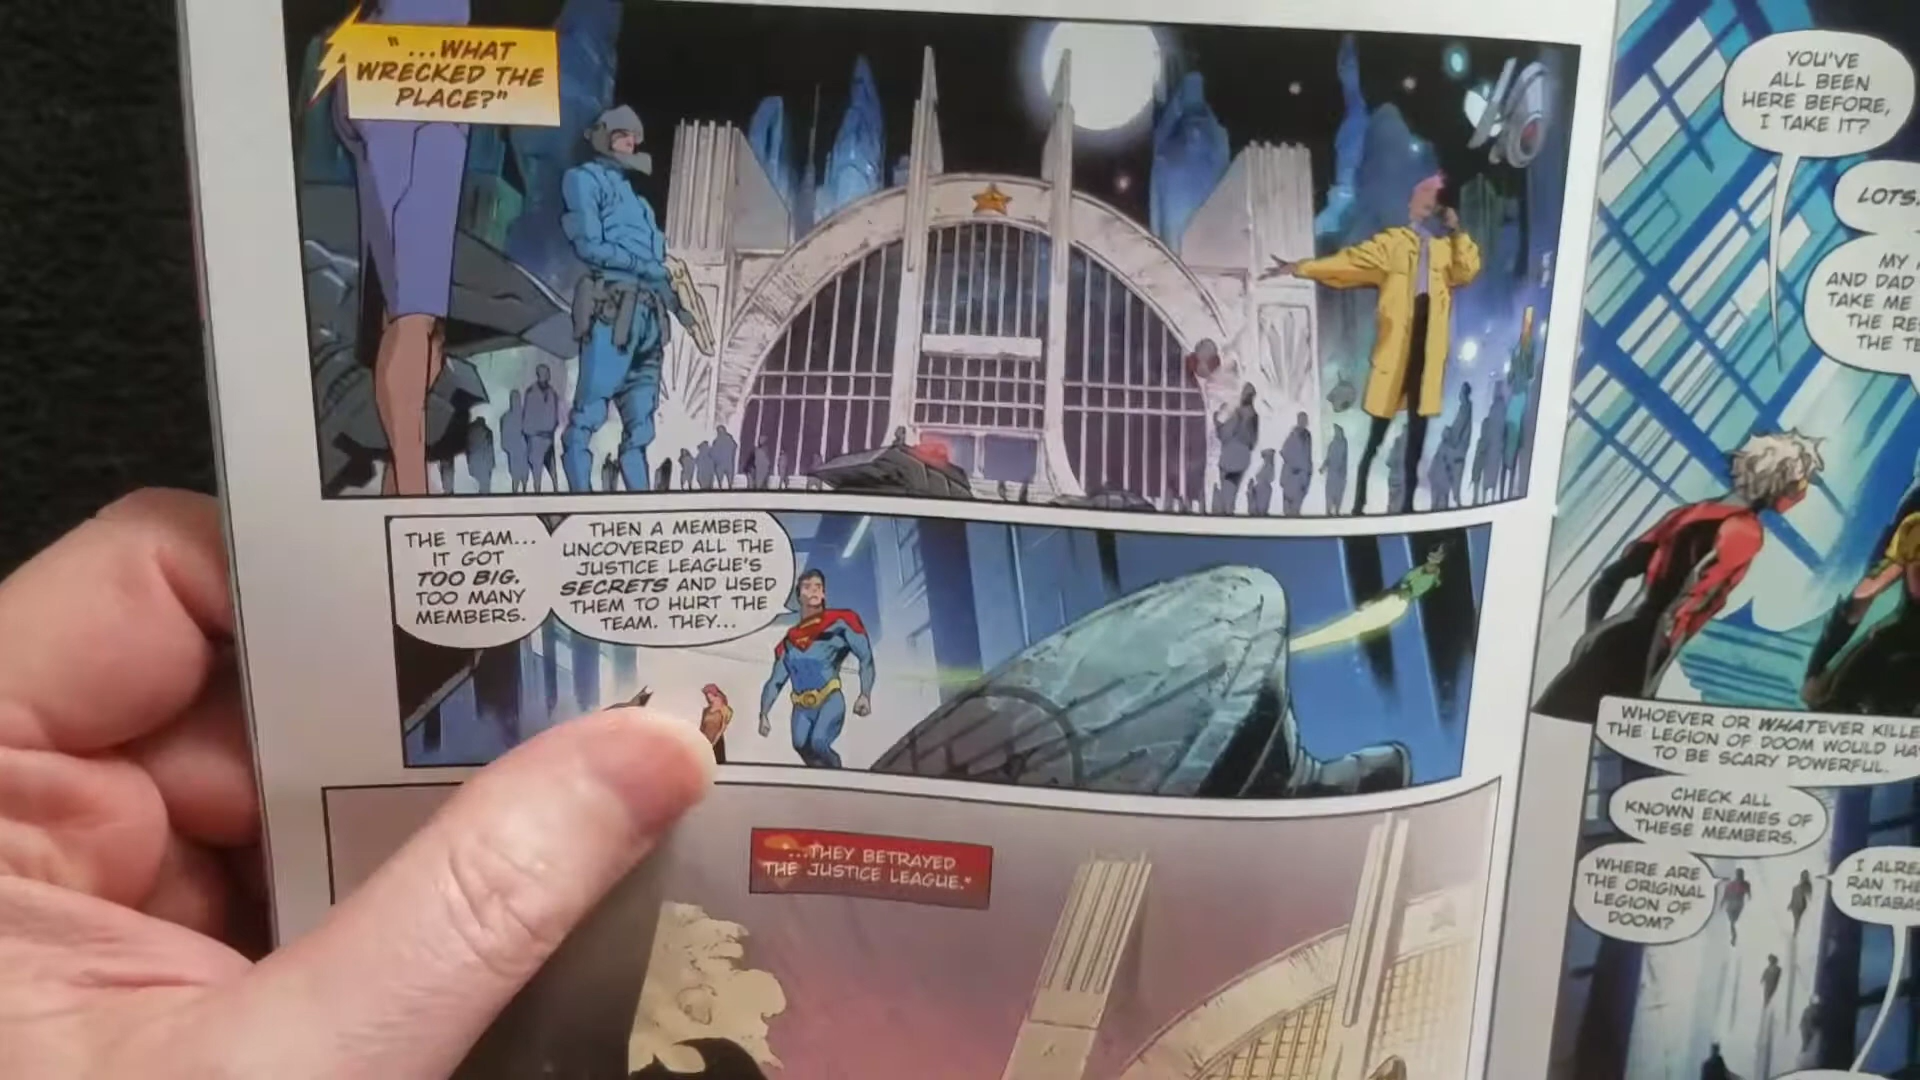 "...WHAT
WRECKED THE
PLACE?"
THE TEAM...
IT GOT
TOO BIG.
TOO MANY
MEMBERS.
THEN A MEMBER
UNCOVERED ALL THE
JUSTICE LEAGUE'S
SECRETS AND USED
THEM TO HURT THE
TEAM. THEY...
"...THEY BETRAYED
THE JUSTICE LEAGUE."
YOU'VE
ALL BEEN
HERE BEFORE,
I TAKE IT?
LOTS.
MY
AND DAD
TAKE ME
THE
THE
WHOEVER OR WHATEVER
THE LEGION OF DOOM WOULD
TO BE SCARY POWERFUL.
CHECK ALL
KNOWN ENEMIES OF
THESE MEMBERS.
WHERE ARE
THE ORIGINAL
LEGION OF
DOOM?
I
RAN